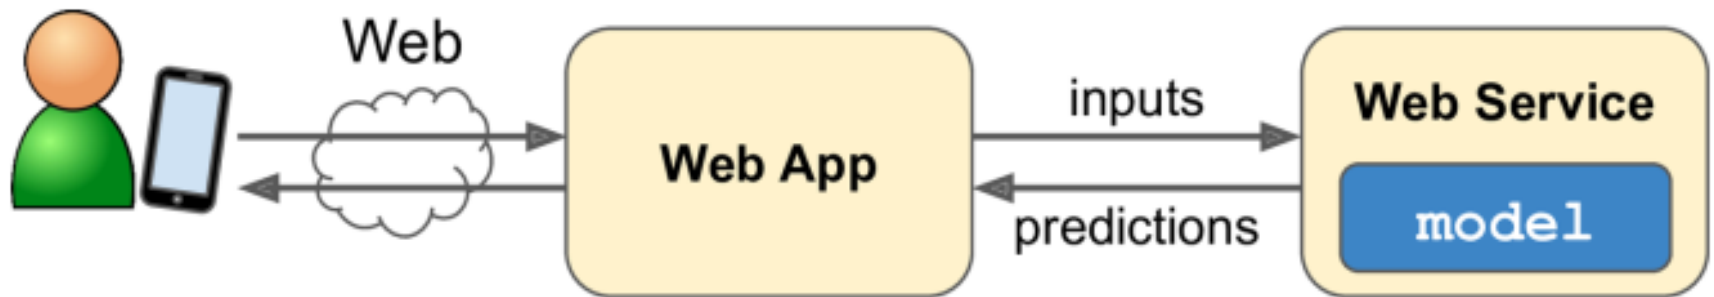 Web
Web App
inputs
predictions
Web Service
model